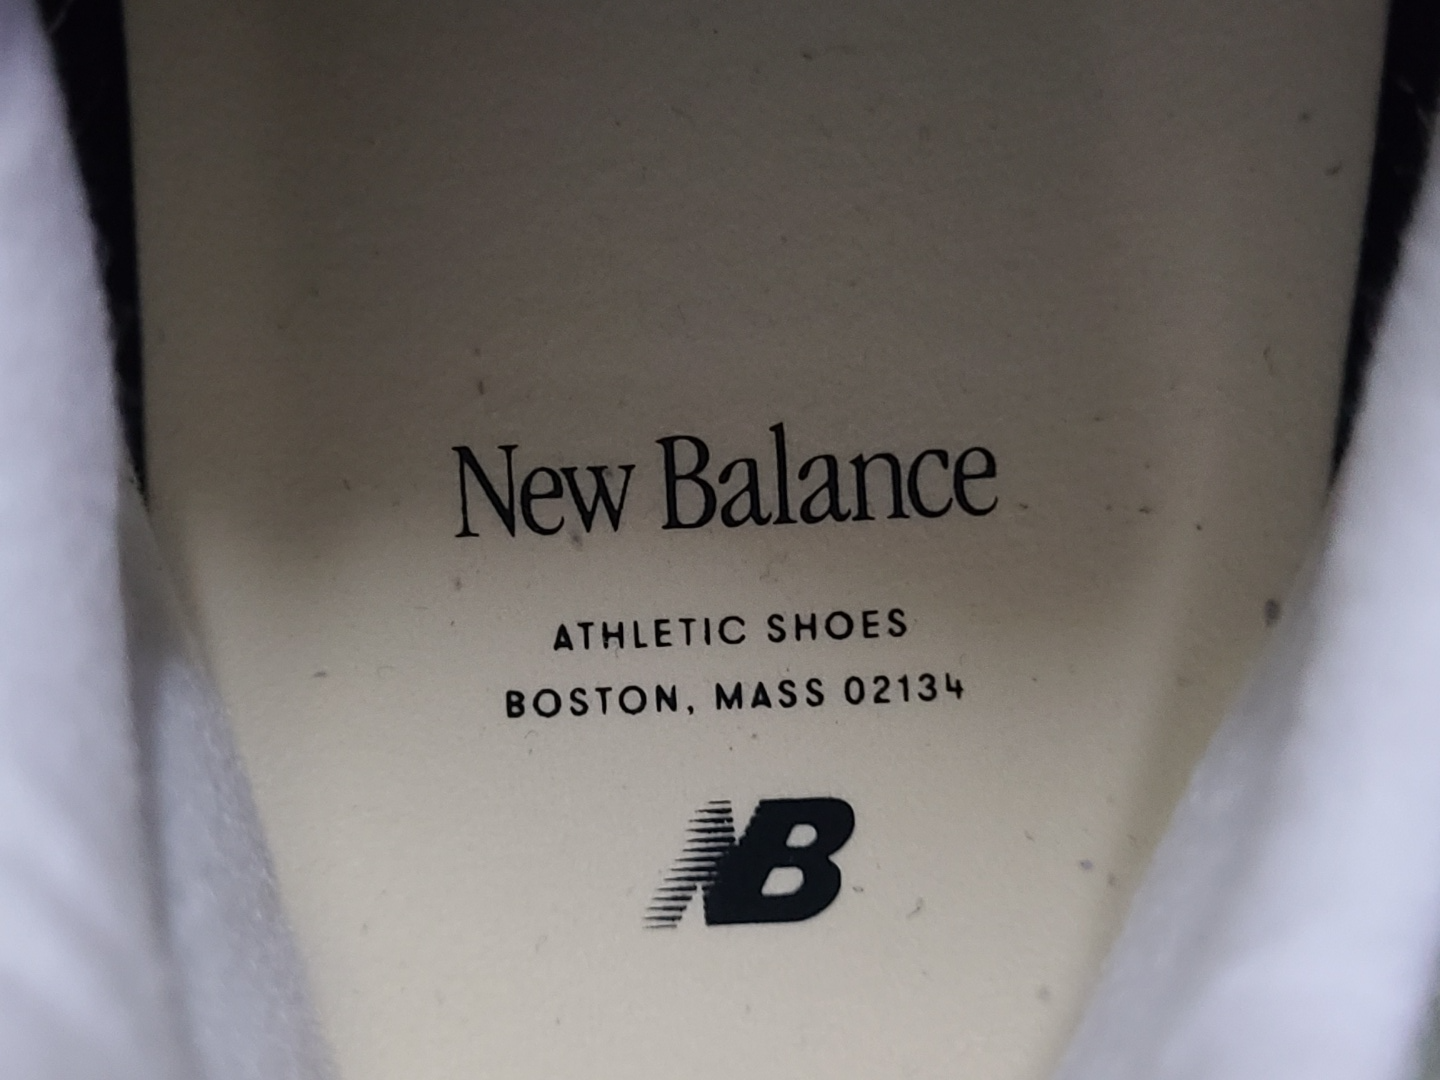 New Balance
ATHLETIC SHOES
BOSTON, MASS 02134
NB